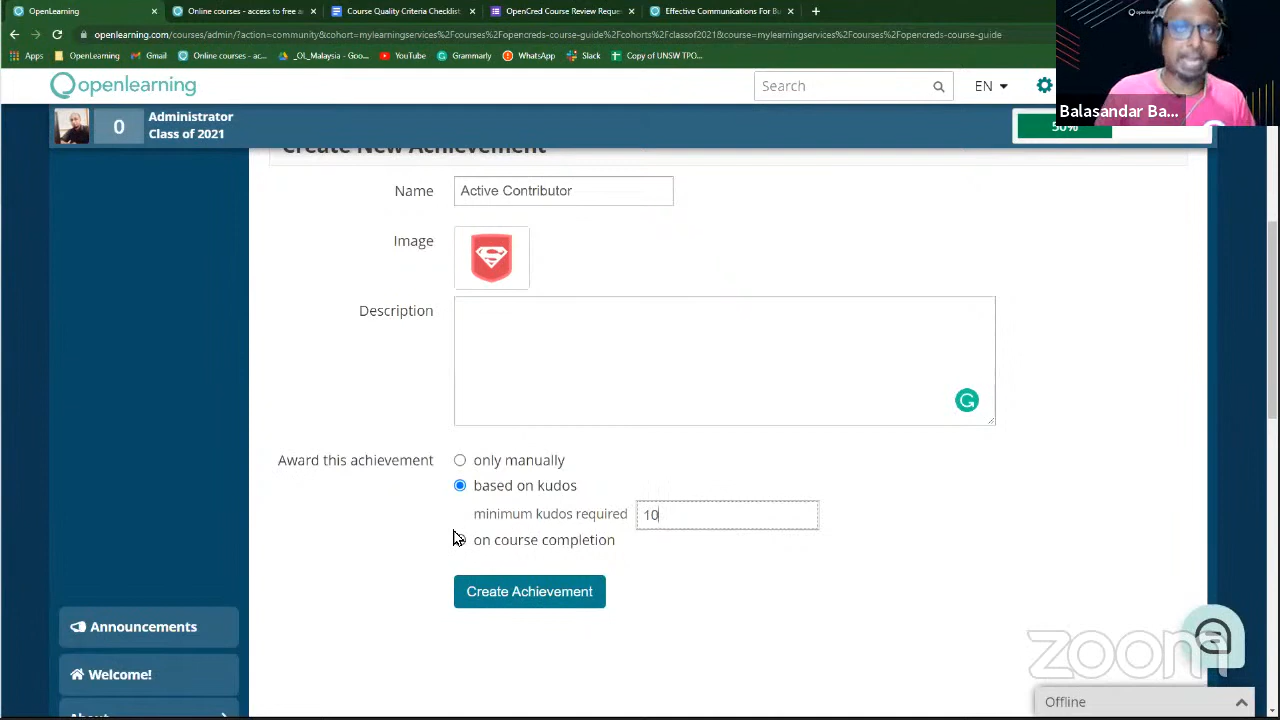 OpenLearning
Online courses - access to free a
Course Quality Criteria Checklist
OpenCred Course Review Reque
Effective Communications For Bu
openlearning.com/courses/admin/?action=community&cohort=mylearningservices%2Fcourses%2Fopencreds-course-guide%2Fcohorts%2Fclassof2021&course=mylearningservices%2Fcourses%2Fopencreds-course-guide
Apps
OpenLearning
Gmail
Online courses - ac...
_OL_Malaysia - Goo...
YouTube
Grammarly
WhatsApp
Slack
Copy of UNSW TPO...
Balasandar Ba...
openlearning
Search
EN
0
Administrator
Class of 2021
50%
Create New Achievement
Name
Active Contributor
Image
Description
Award this achievement
only manually
based on kudos
minimum kudos required
10
on course completion
Create Achievement
Announcements
Welcome!
About
zoom
Offline